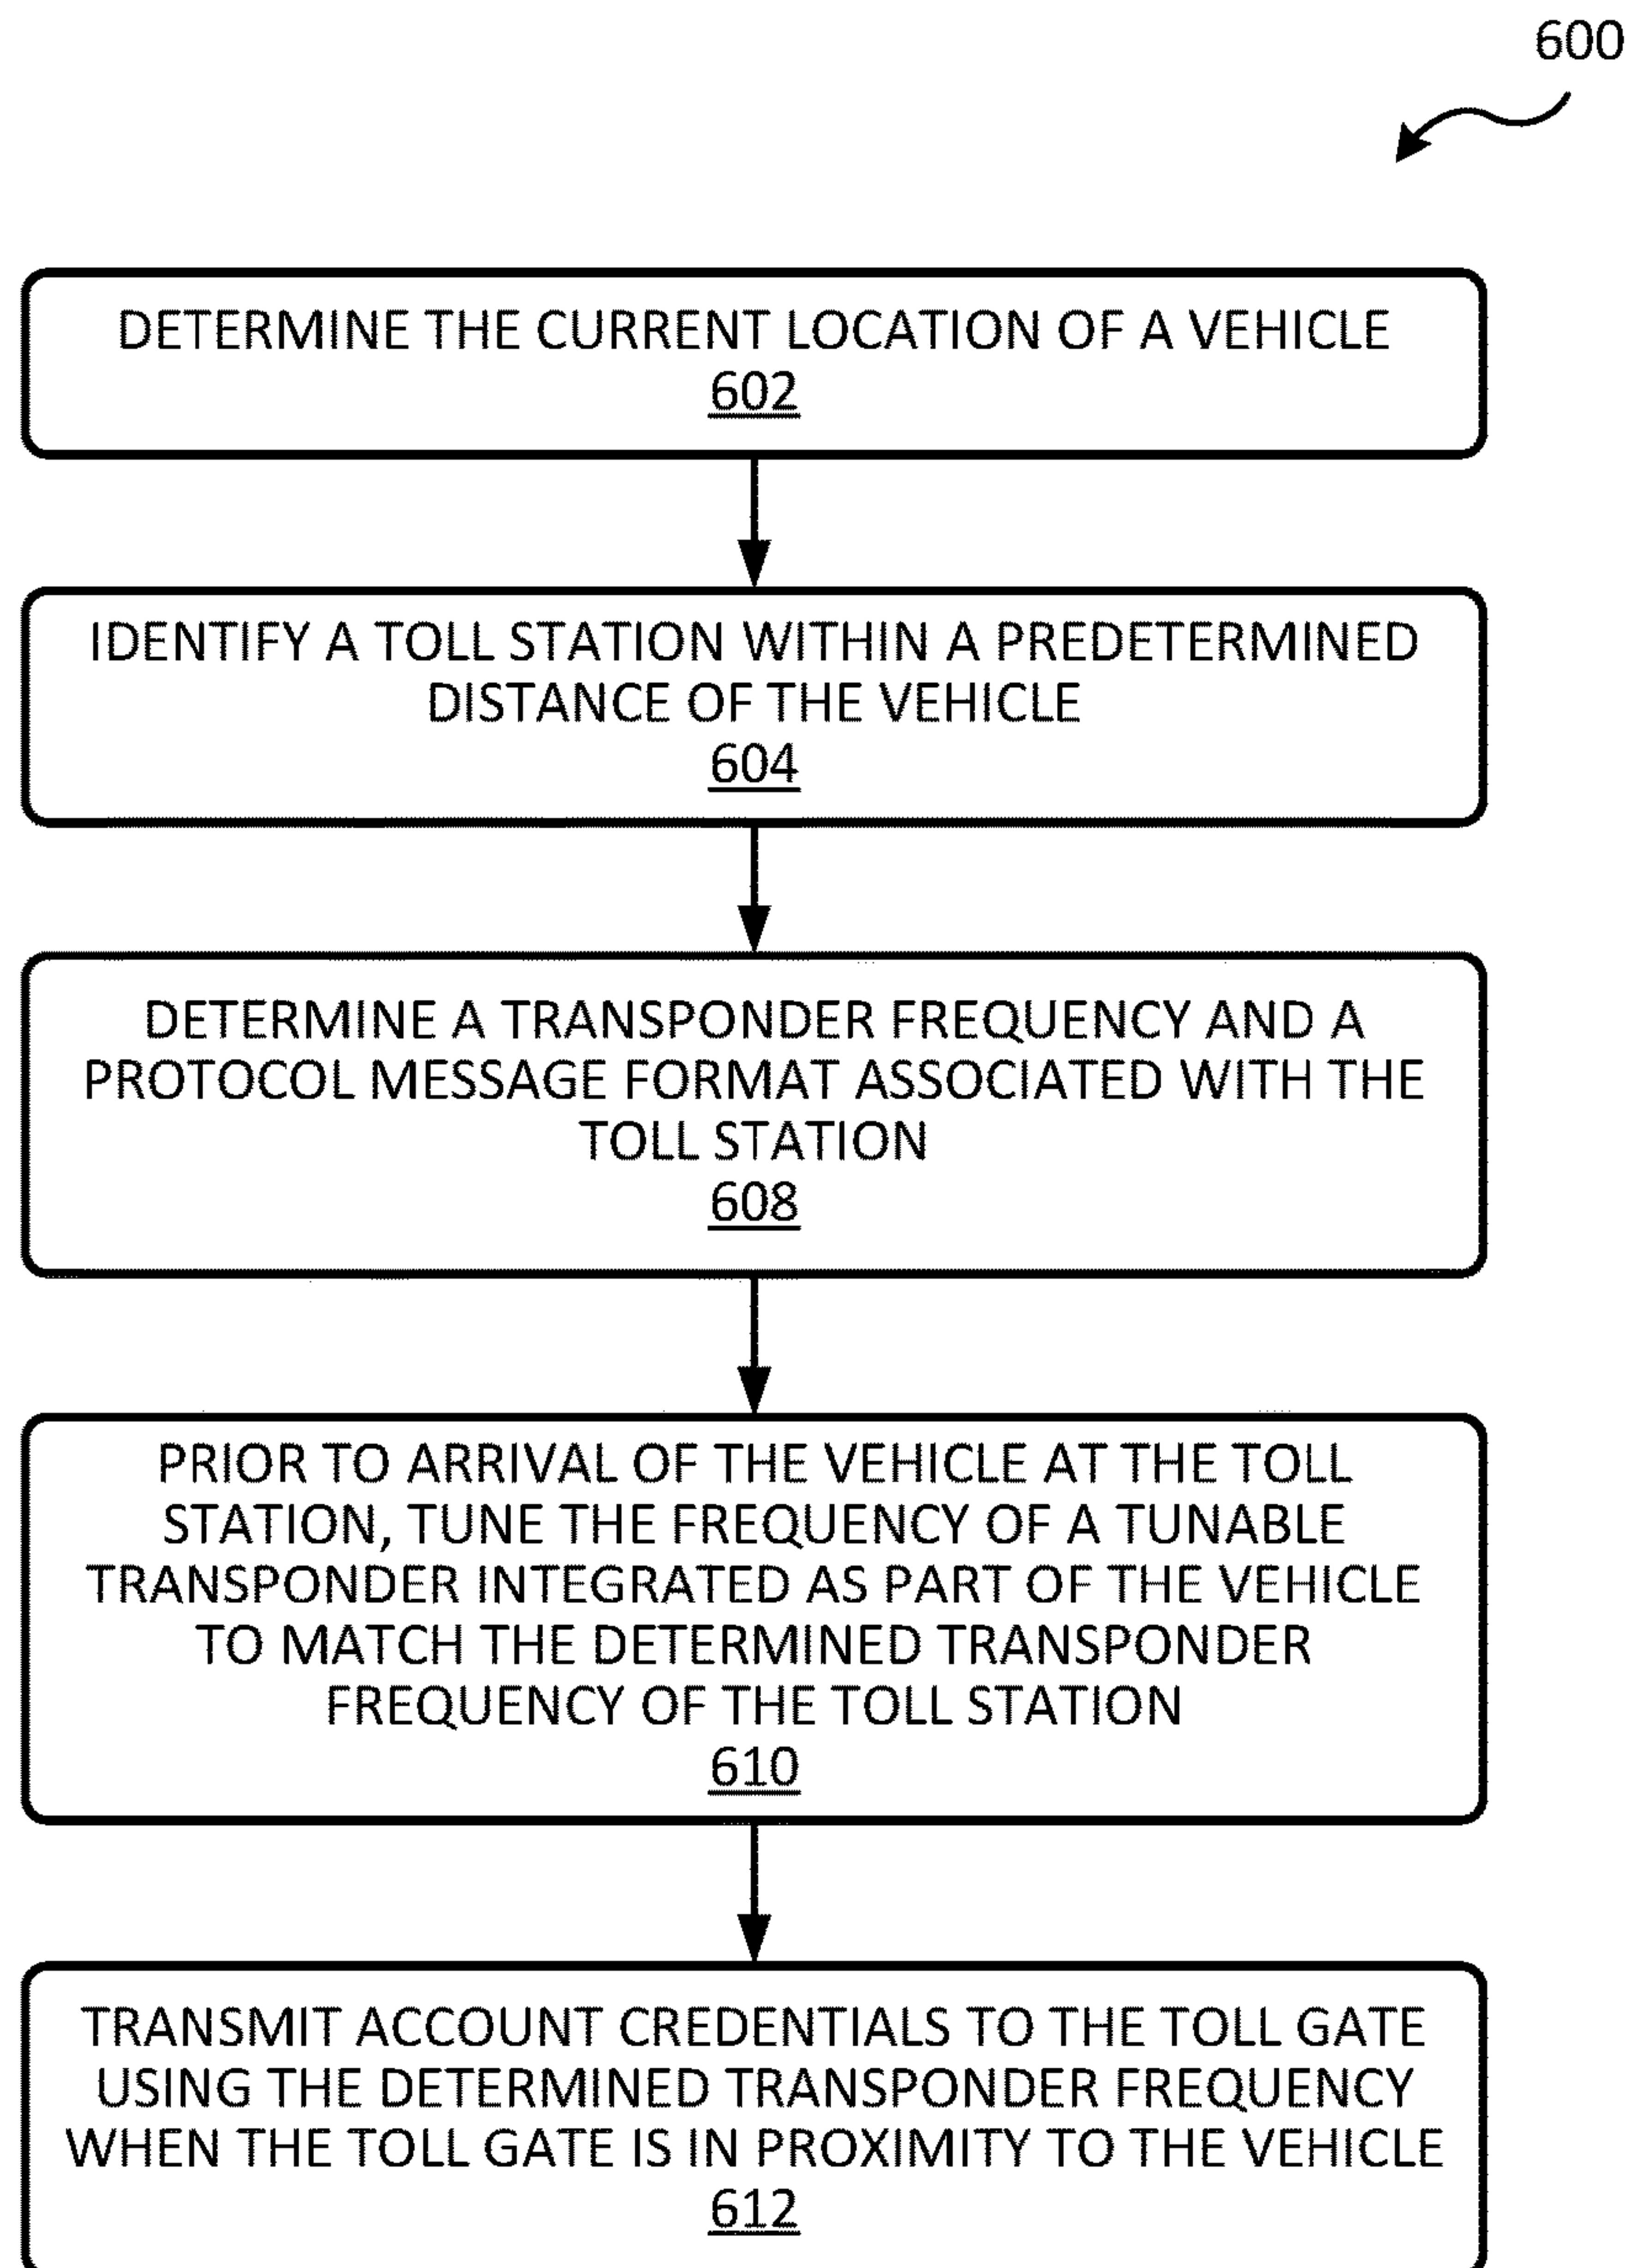 600
DETERMINE THE CURRENT LOCATION OF A VEHICLE
602
IDENTIFY A TOLL STATION WITHIN A PREDETERMINED
DISTANCE OF THE VEHICLE
604
DETERMINE A TRANSPONDER FREQUENCY AND A
PROTOCOL MESSAGE FORMAT ASSOCIATED WITH THE
TOLL STATION
608
PRIOR TO ARRIVAL OF THE VEHICLE AT THE TOLL
STATION, TUNE THE FREQUENCY OF A TUNABLE
TRANSPONDER INTEGRATED AS PART OF THE VEHICLE
TO MATCH THE DETERMINED TRANSPONDER
FREQUENCY OF THE TOLL STATION
610
TRANSMIT ACCOUNT CREDENTIALS TO THE TOLL GATE
USING THE DETERMINED TRANSPONDER FREQUENCY
WHEN THE TOLL GATE IS IN PROXIMITY TO THE VEHICLE
612